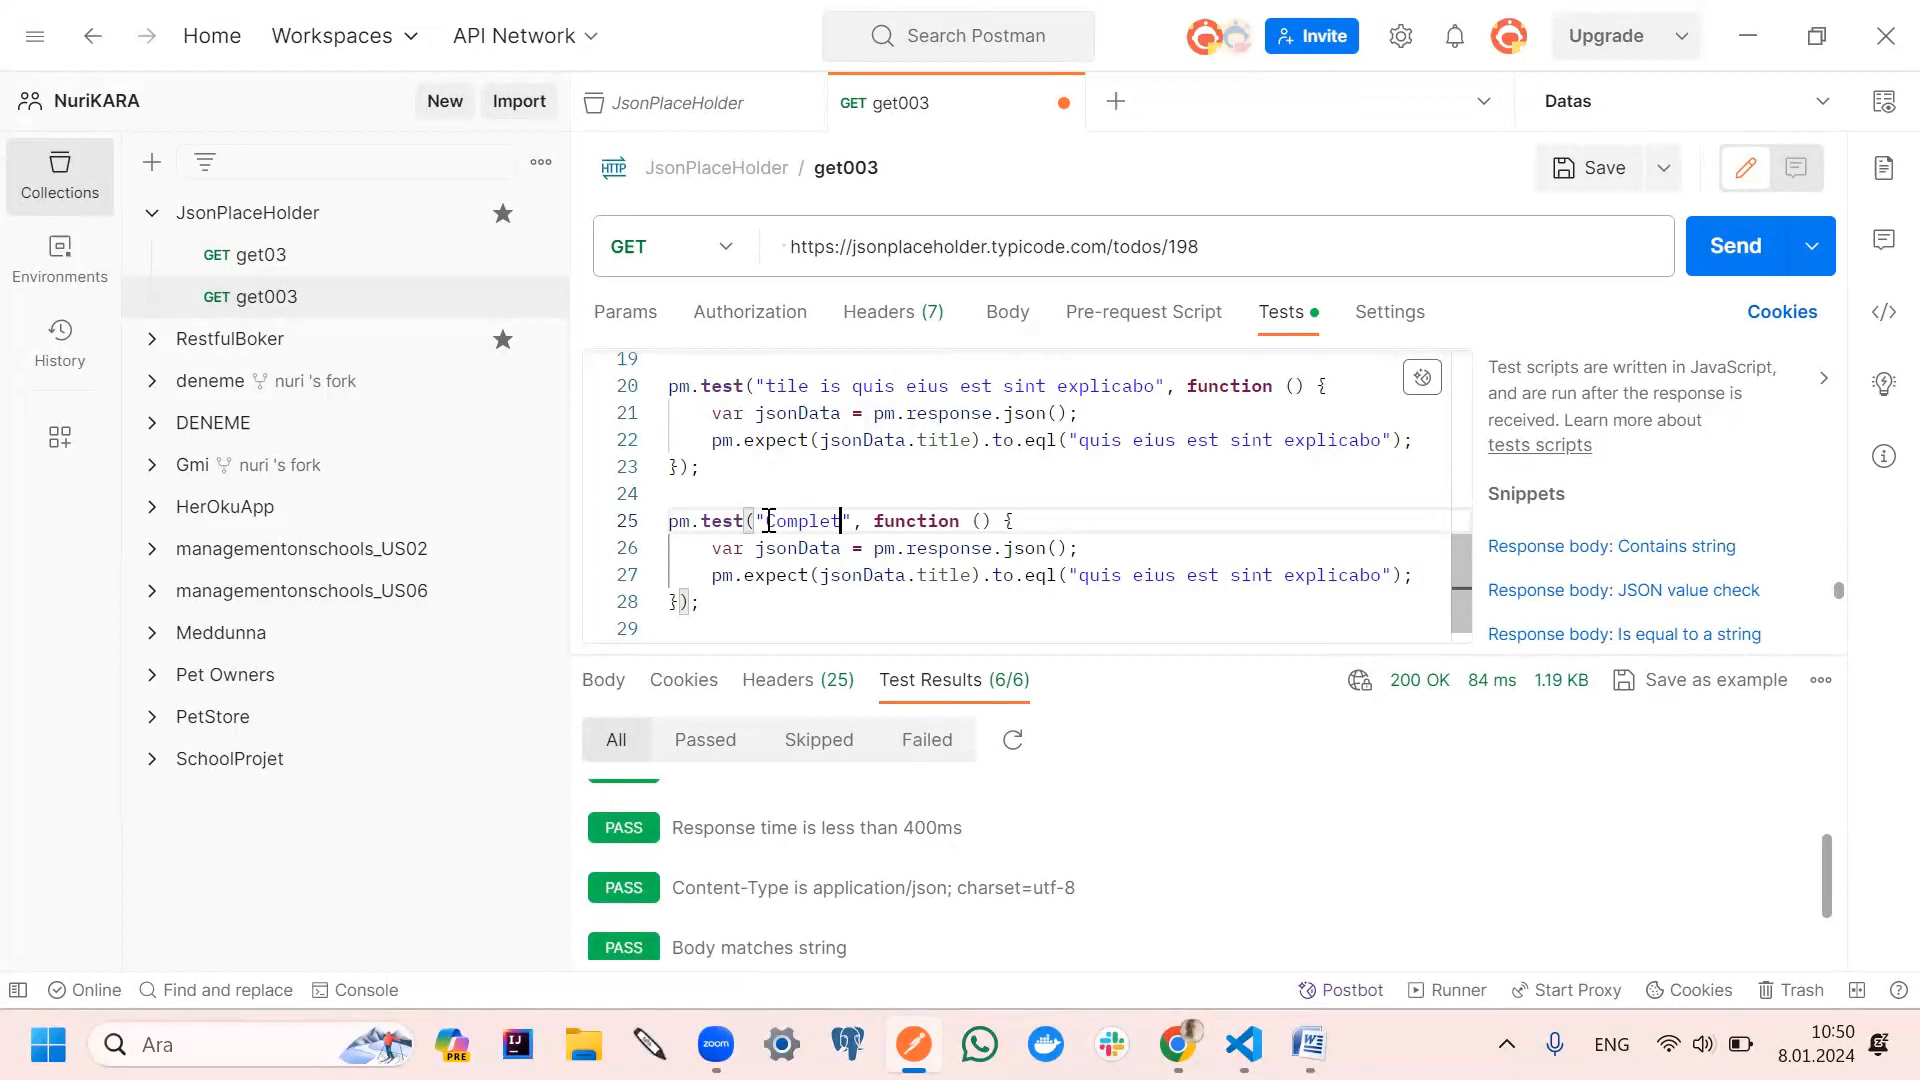 Home
Workspaces
API Network
Search Postman
Invite
Upgrade
NuriKARA
New
Import
JsonPlaceHolder
GET get003
Datas
Collections
Environments
History
JsonPlaceHolder
GET get03
GET get003
RestfulBoker
deneme nuri 's fork
DENEME
Gmi nuri 's fork
HerOkuApp
managementonschools_US02
managementonschools_US06
Meddunna
Pet Owners
PetStore
SchoolProjet
HTTP JsonPlaceHolder / get003
Save
GET
https://jsonplaceholder.typicode.com/todos/198
Send
Params
Authorization
Headers (7)
Body
Pre-request Script
Tests
Settings
Cookies
19
20 pm.test("tile is quis eius est sint explicabo", function () {
21 var jsonData = pm.response.json();
22 pm.expect(jsonData.title).to.eql("quis eius est sint explicabo");
23 });
24
25 pm.test("Complet", function () {
26 var jsonData = pm.response.json();
27 pm.expect(jsonData.title).to.eql("quis eius est sint explicabo");
28 });
29
Test scripts are written in JavaScript,
and are run after the response is
received. Learn more about
tests scripts
Snippets
Response body: Contains string
Response body: JSON value check
Response body: Is equal to a string
Body
Cookies
Headers (25)
Test Results (6/6)
200 OK
84 ms
1.19 KB
Save as example
All
Passed
Skipped
Failed
PASS Response time is less than 400ms
PASS Content-Type is application/json; charset=utf-8
PASS Body matches string
Online
Find and replace
Console
Postbot
Runner
Start Proxy
Cookies
Trash
Ara
PRE
IJ
zoom
ENG
10:50
8.01.2024